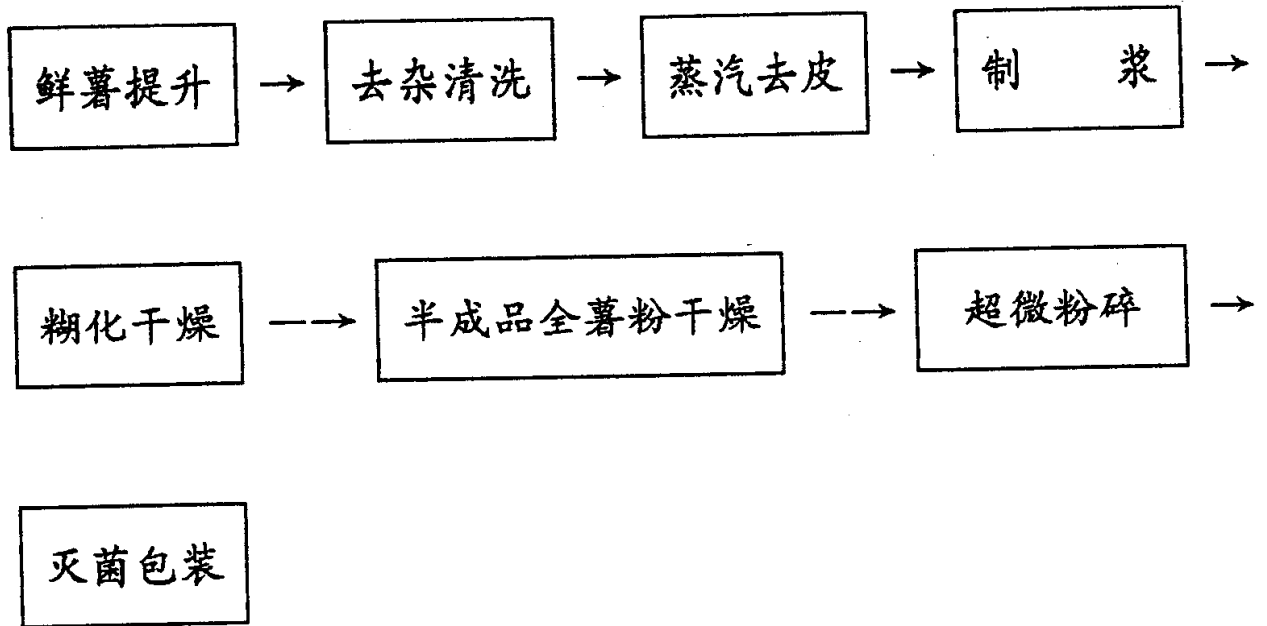 鲜薯提升 → 去杂清洗 → 蒸汽去皮 → 制 浆 →
糊化干燥 —→ 半成品全薯粉干燥 —→ 超微粉碎 →
灭菌包装